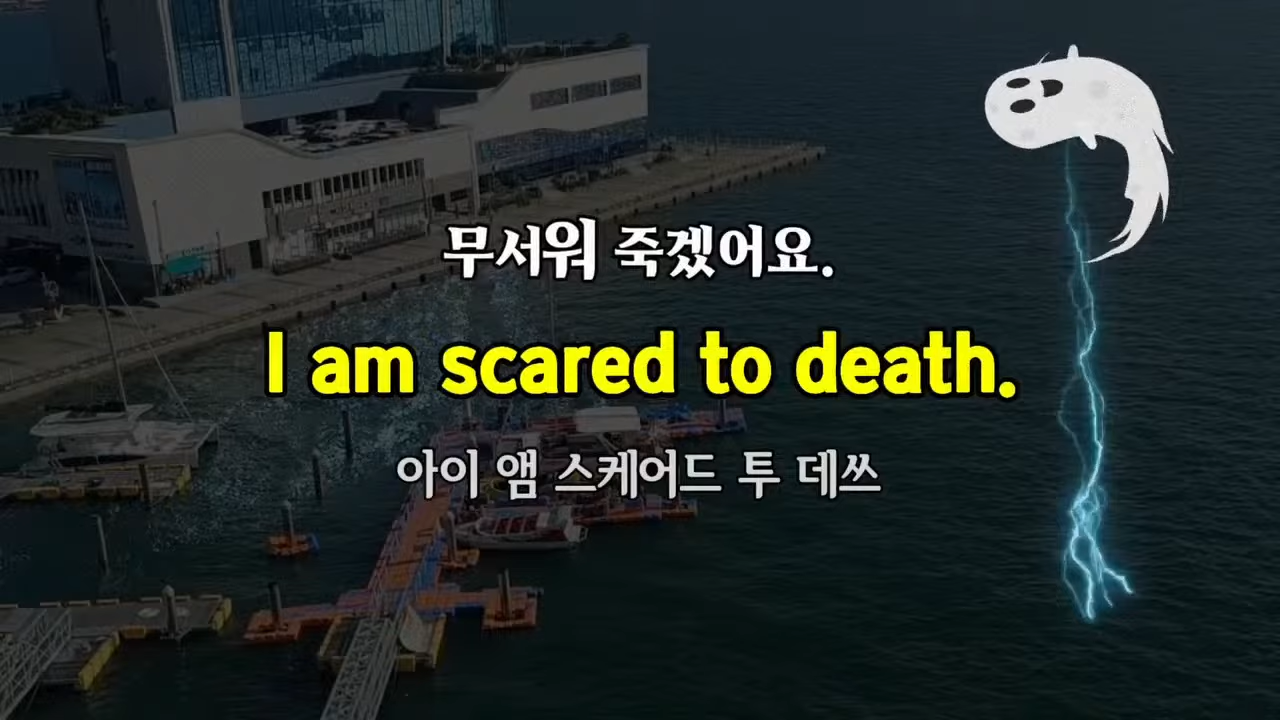 무서워 죽겠어요.
I am scared to death.
아이 앰 스케어드 투 데쓰